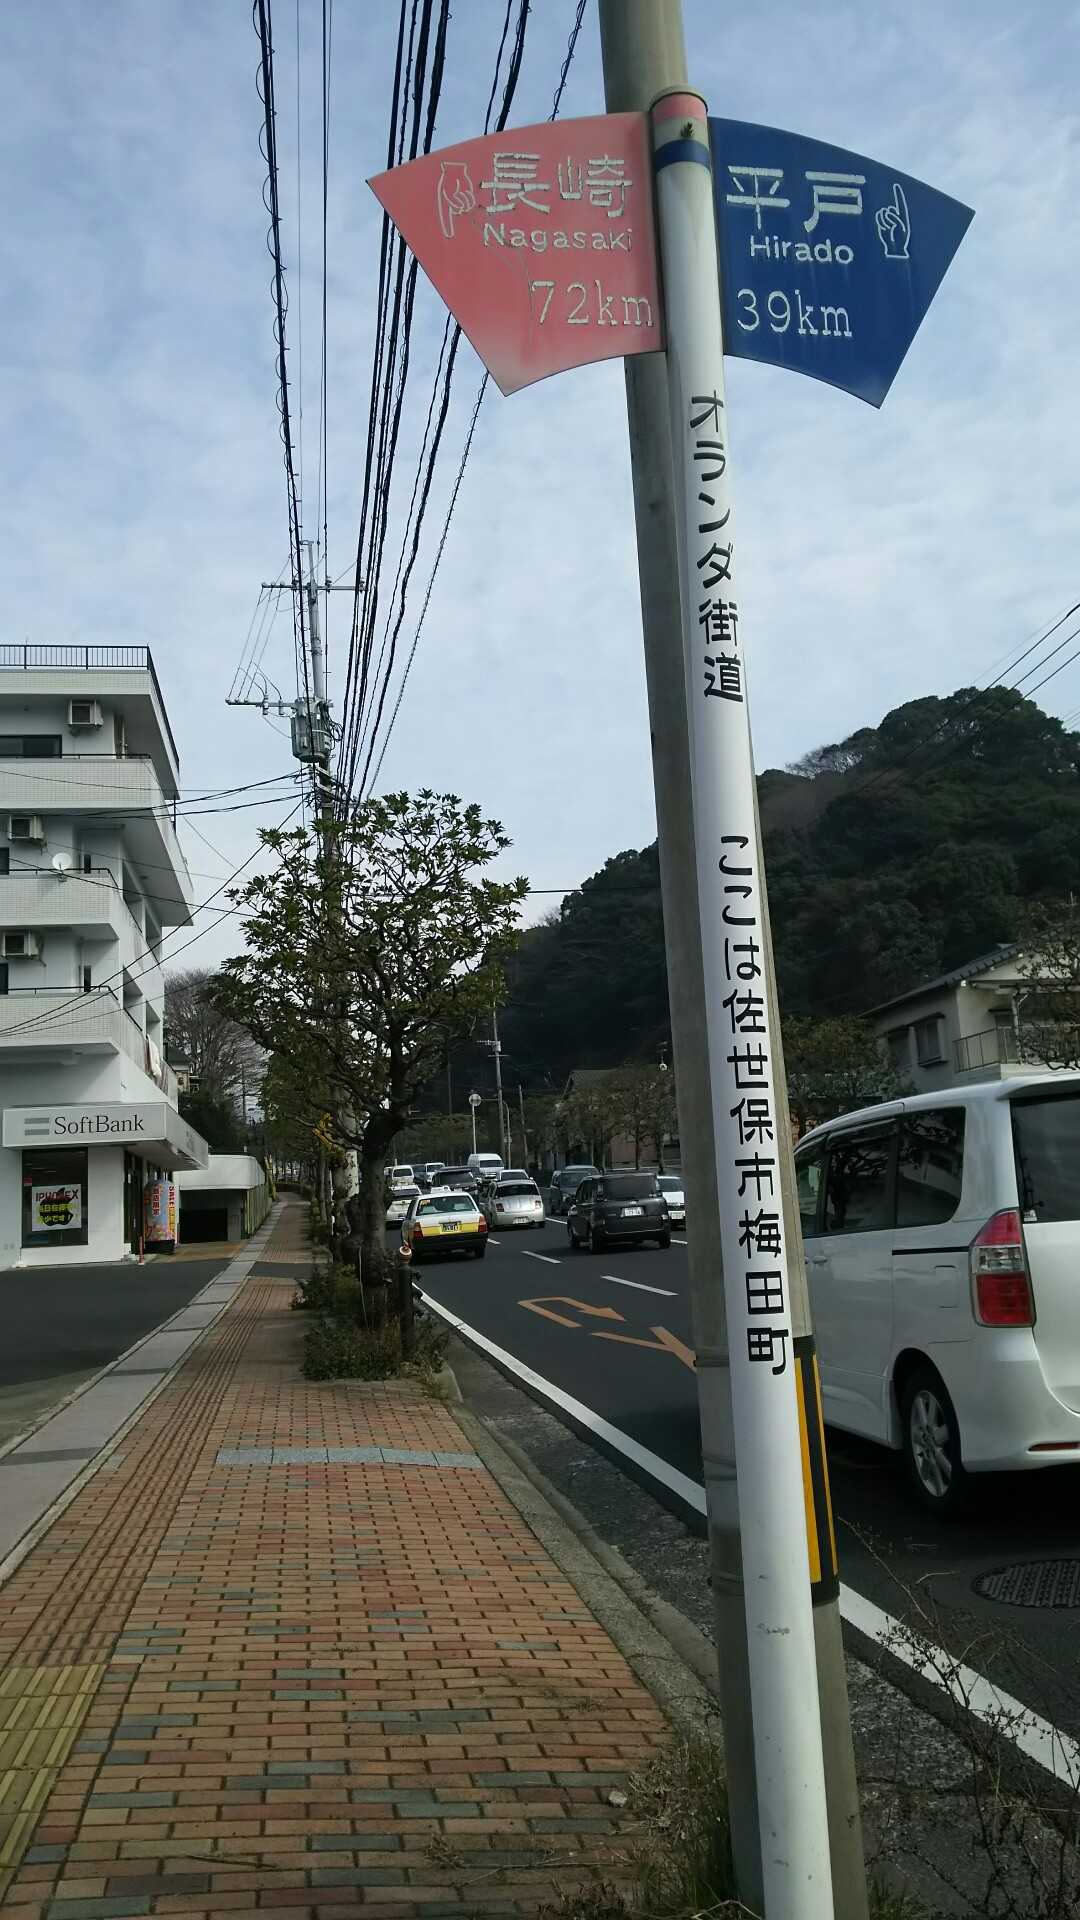 長崎
Nagasaki
72km
平戸
Hirado
39km
オランダ街道 ここは佐世保市梅田町
SoftBank
SALE